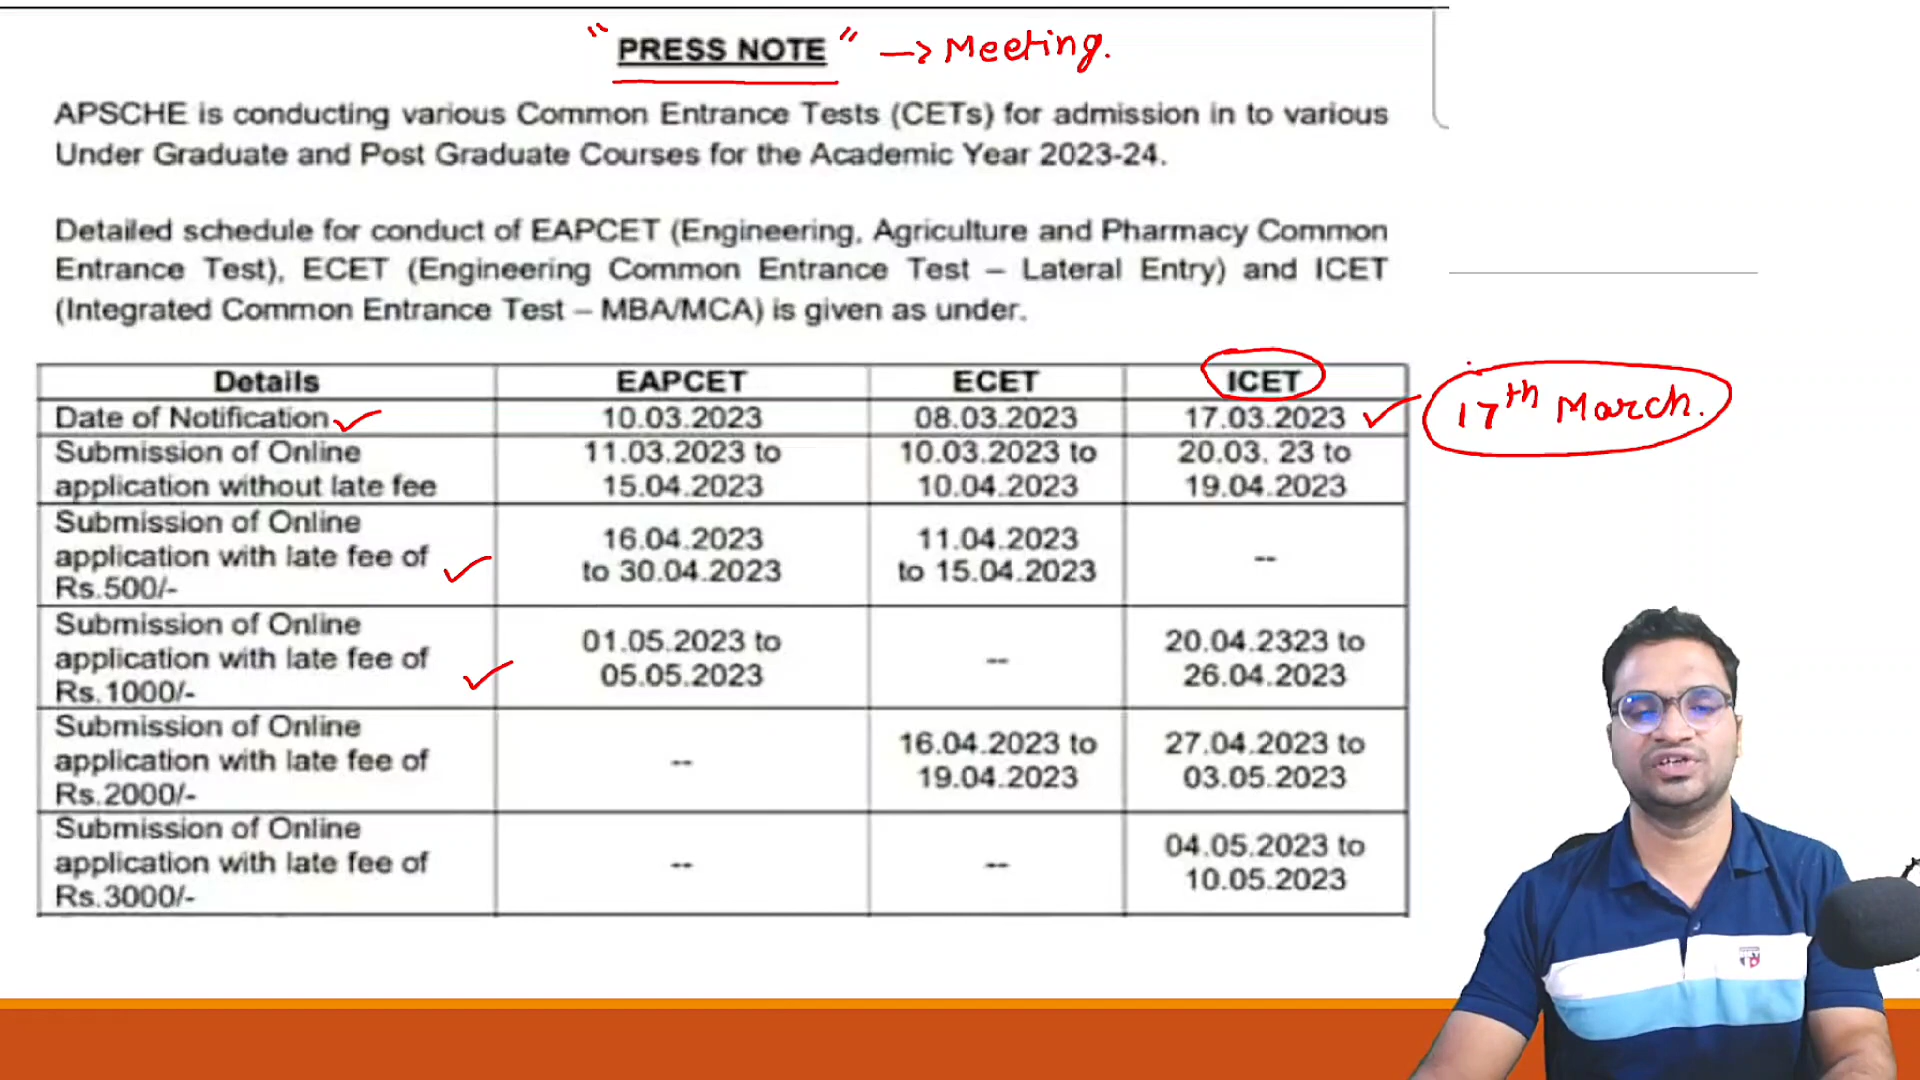 " PRESS NOTE " → Meeting.
APSCHE is conducting various Common Entrance Tests (CETs) for admission in to various
Under Graduate and Post Graduate Courses for the Academic Year 2023-24.
Detailed schedule for conduct of EAPCET (Engineering, Agriculture and Pharmacy Common
Entrance Test), ECET (Engineering Common Entrance Test – Lateral Entry) and ICET
(Integrated Common Entrance Test – MBA/MCA) is given as under.
Details EAPCET ECET ICET
Date of Notification 10.03.2023 08.03.2023 17.03.2023 17th March.
Submission of Online 11.03.2023 to 10.03.2023 to 20.03. 23 to
application without late fee 15.04.2023 10.04.2023 19.04.2023
Submission of Online
application with late fee of
Rs.500/-
16.04.2023
to 30.04.2023
11.04.2023
to 15.04.2023
--
Submission of Online
application with late fee of
Rs.1000/-
01.05.2023 to
05.05.2023
--
20.04.2323 to
26.04.2023
Submission of Online
application with late fee of
Rs.2000/-
--
16.04.2023 to
19.04.2023
27.04.2023 to
03.05.2023
Submission of Online
application with late fee of
Rs.3000/-
--
--
04.05.2023 to
10.05.2023